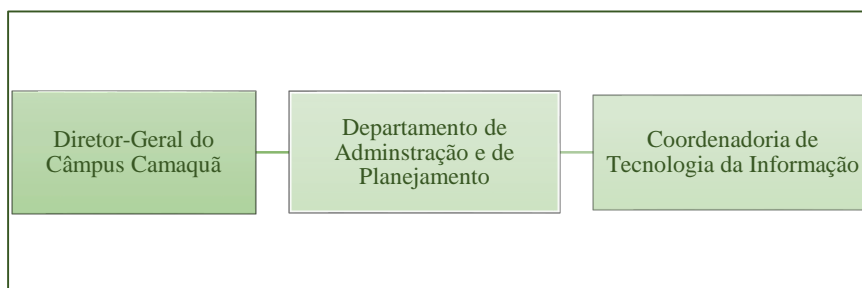 Diretor-Geral do
Câmpus Camaquã
Departamento de
Adminstração e de
Planejamento
Coordenadoria de
Tecnologia da Informação